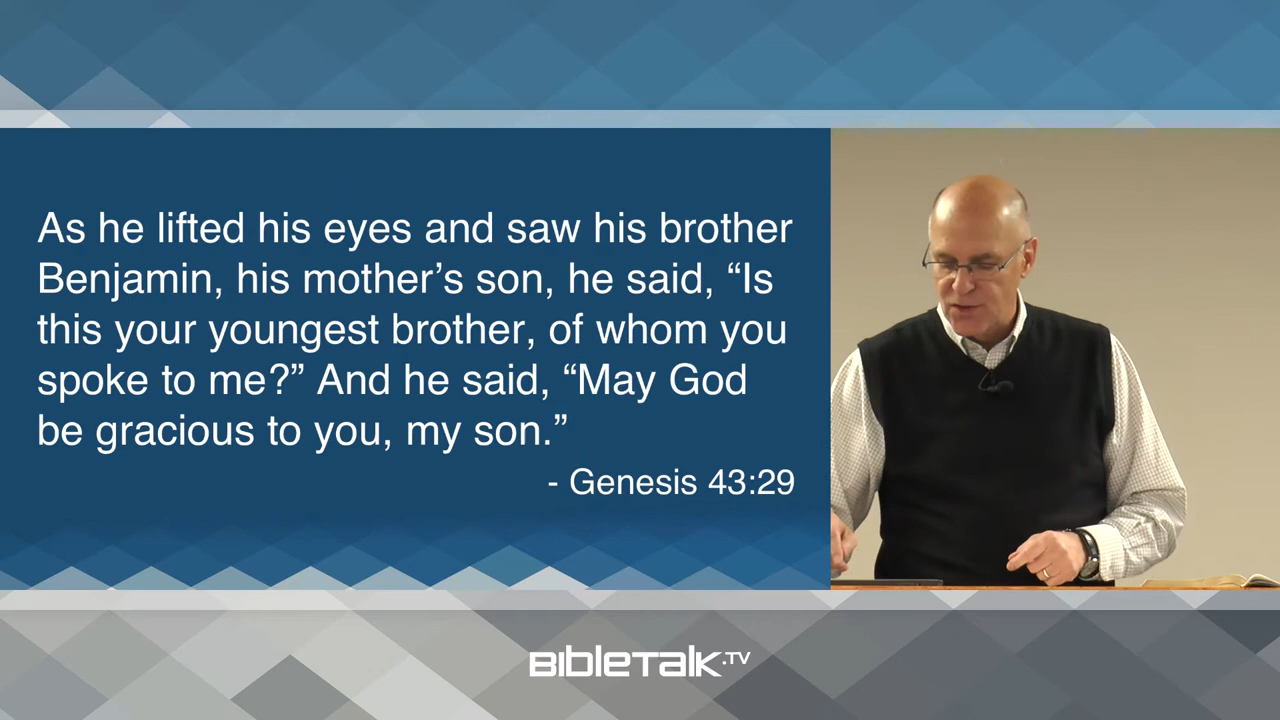 As he lifted his eyes and saw his brother
Benjamin, his mother’s son, he said, “Is
this your youngest brother, of whom you
spoke to me?” And he said, “May God
be gracious to you, my son.”
- Genesis 43:29
BIBLETALK.TV